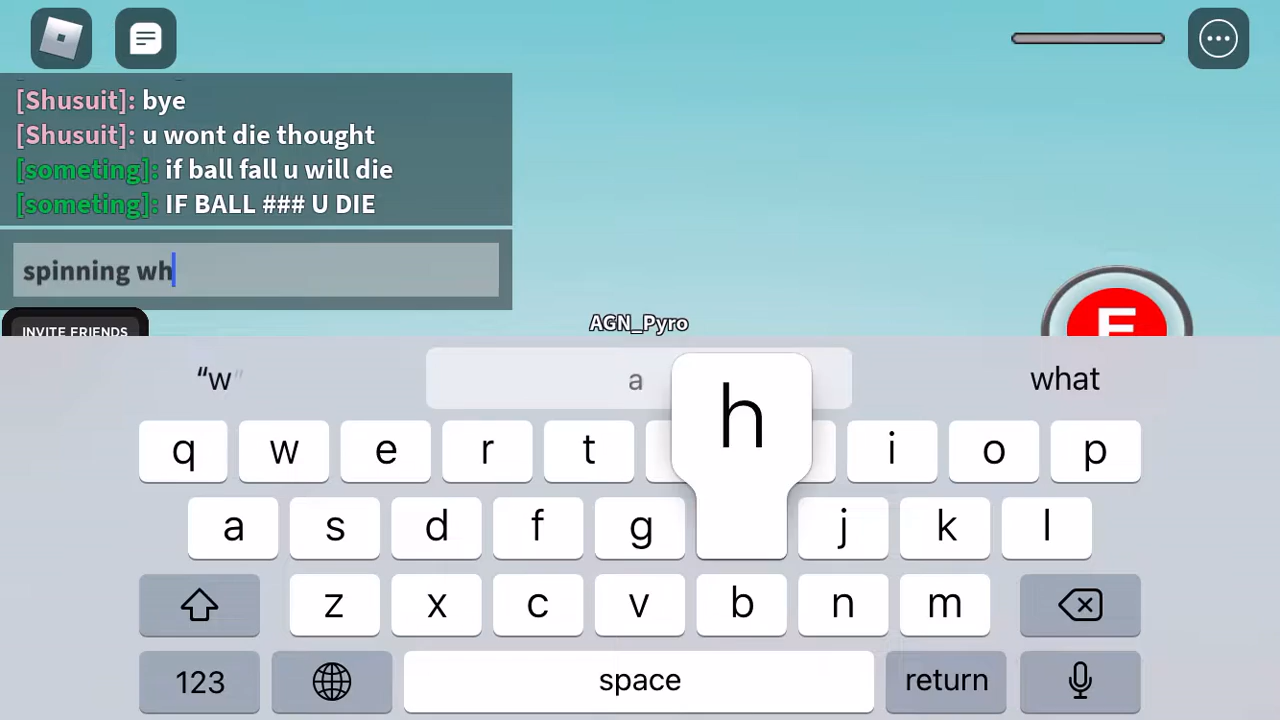 [Shusuit]: bye
[Shusuit]: u wont die thought
[someting]: if ball fall u will die
[someting]: IF BALL ### U DIE
spinning wh
INVITE FRIENDS
AGN_Pyro
E
“w” a what
h
q w e r t i o p
a s d f g j k l
z x c v b n m
123 space return